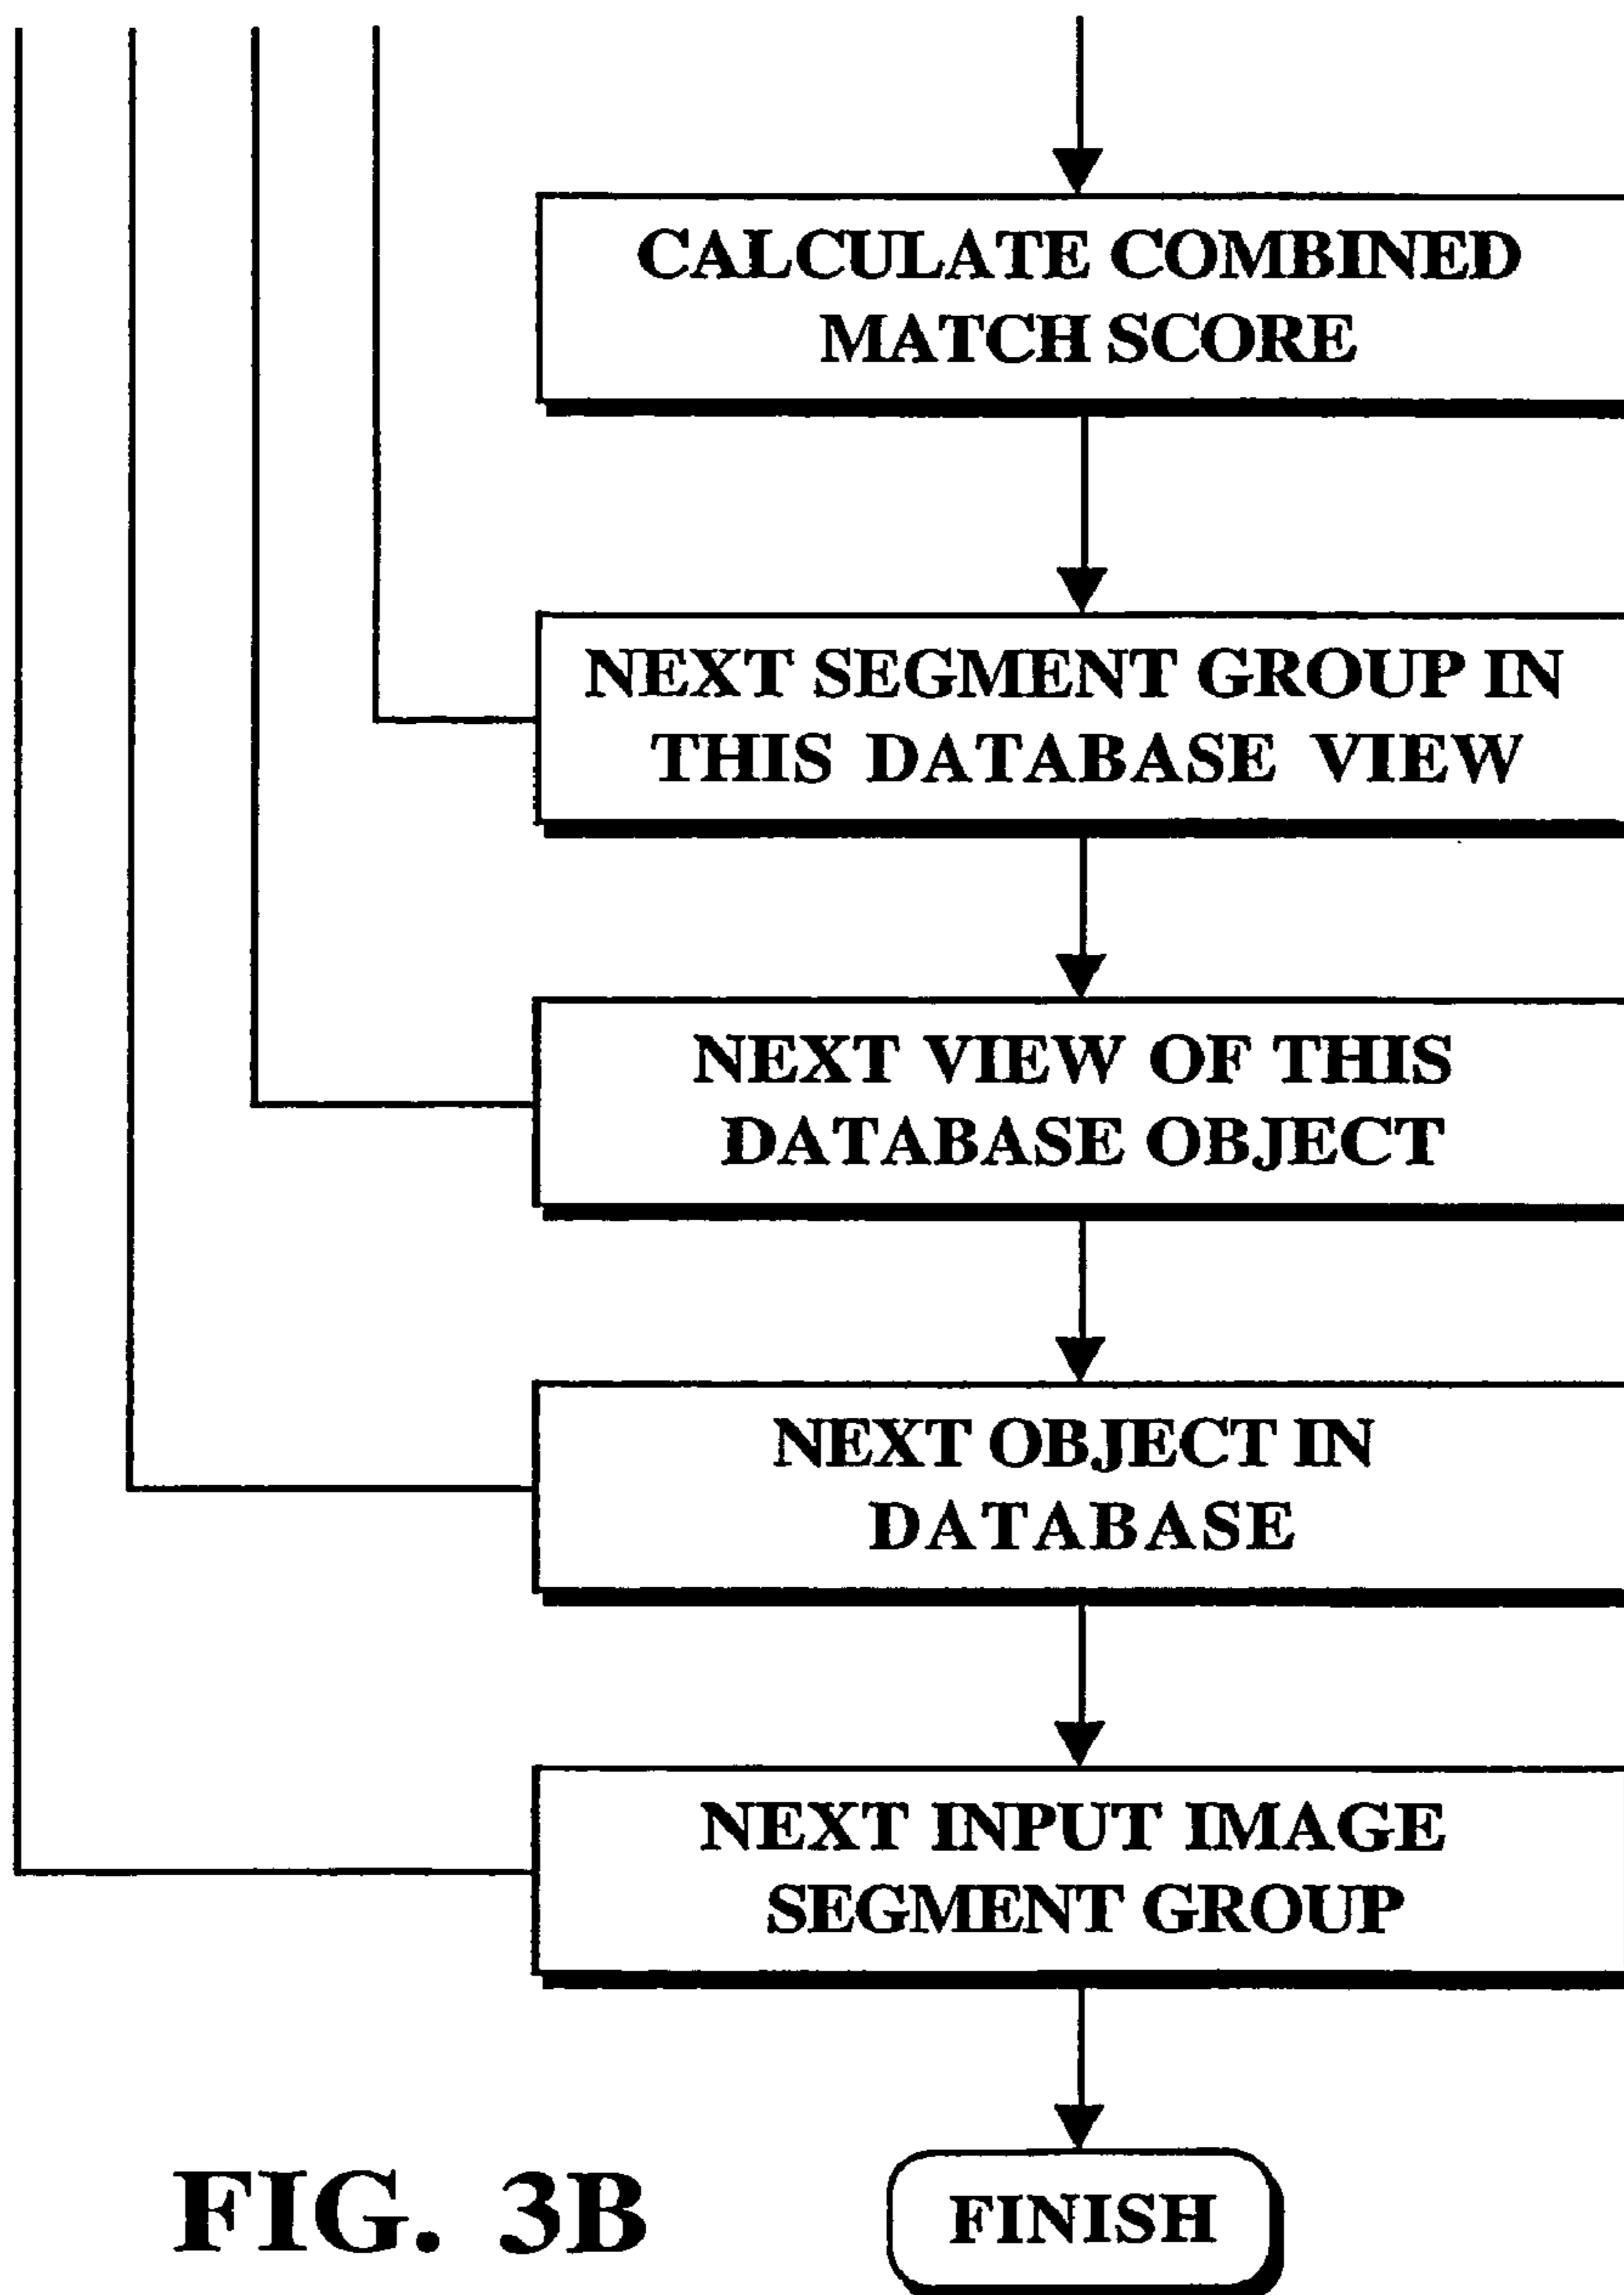 CALCULATE COMBINED
MATCH SCORE
NEXT SEGMENT GROUP IN
THIS DATABASE VIEW
NEXT VIEW OF THIS
DATABASE OBJECT
NEXT OBJECT IN
DATABASE
NEXT INPUT IMAGE
SEGMENT GROUP
FINISH
FIG. 3B